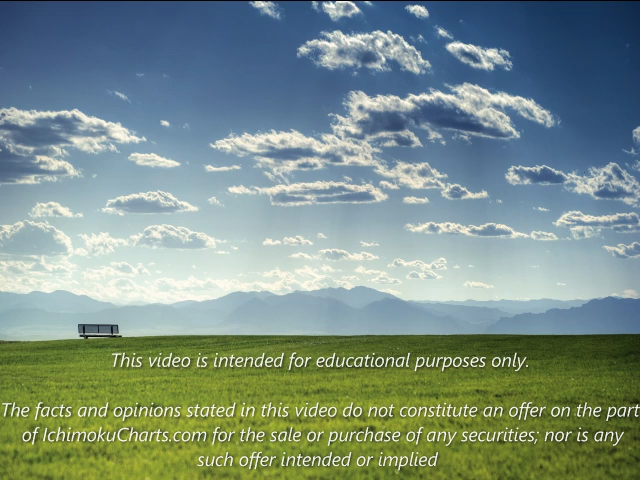 This video is intended for educational purposes only.
The facts and opinions stated in this video do not constitute an offer on the part
of IchimokuCharts.com for the sale or purchase of any securities; nor is any
such offer intended or implied